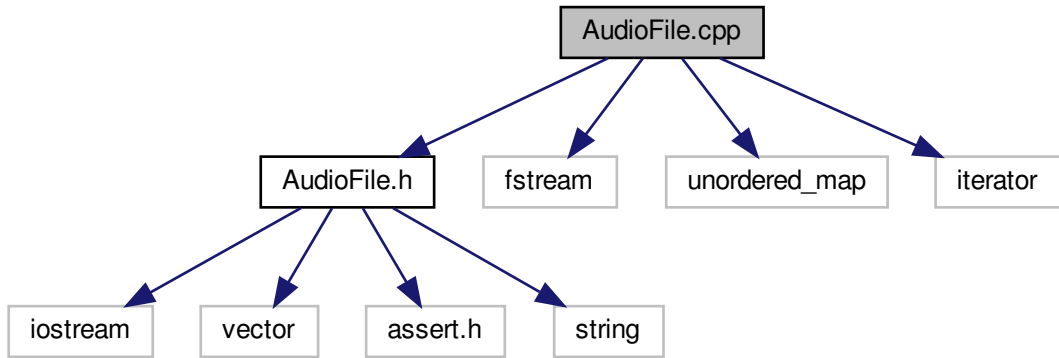 AudioFile.cpp
AudioFile.h
fstream
unordered_map
iterator
iostream
vector
assert.h
string